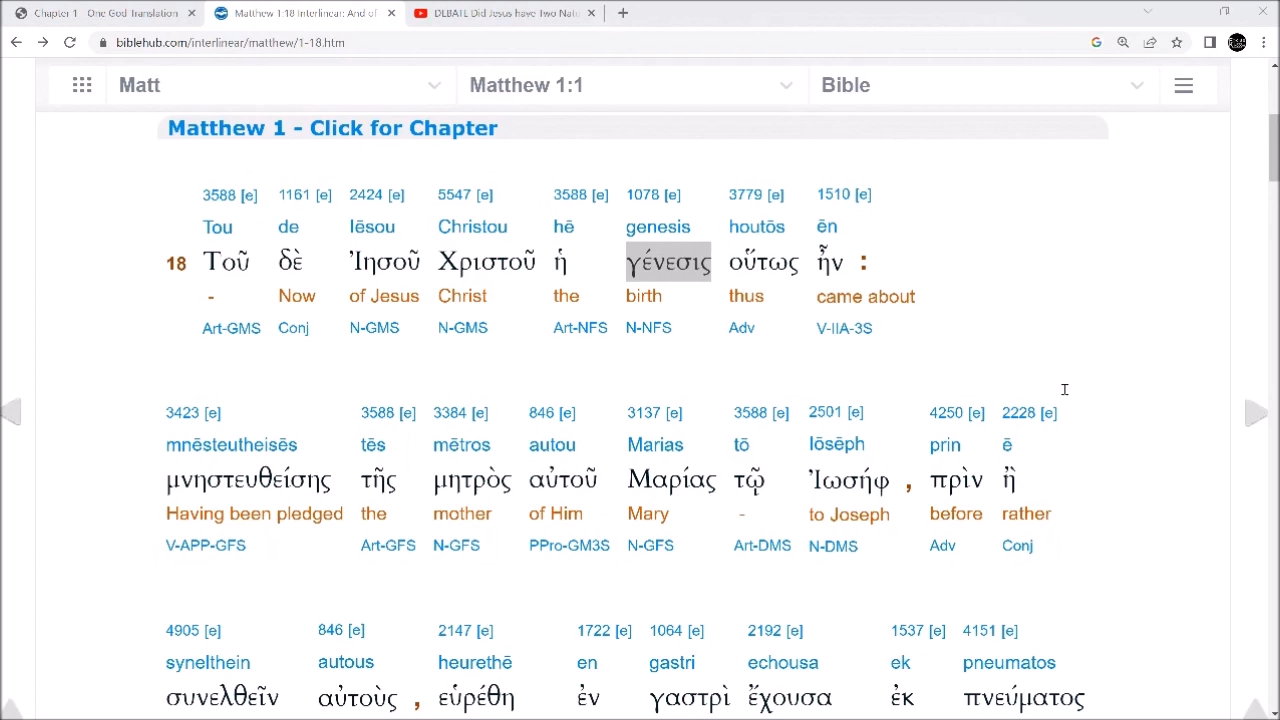 Chapter 1 - One God Translation
Matthew 1:18 Interlinear: And of
DEBATE Did Jesus have Two Natu
biblehub.com/interlinear/matthew/1-18.htm
Matt Matthew 1:1 Bible
Matthew 1 - Click for Chapter
3588 [e] 1161 [e] 2424 [e] 5547 [e] 3588 [e] 1078 [e] 3779 [e] 1510 [e]
Tou de Iēsou Christou hē genesis houtōs ēn
18 Τοῦ δὲ Ἰησοῦ Χριστοῦ ἡ γένεσις οὕτως ἦν :
- Now of Jesus Christ the birth thus came about
Art-GMS Conj N-GMS N-GMS Art-NFS N-NFS Adv V-IIA-3S
3423 [e] 3588 [e] 3384 [e] 846 [e] 3137 [e] 3588 [e] 2501 [e] 4250 [e] 2228 [e]
mnēsteutheisēs tēs mētros autou Marias tō Iōsēph prin ē
μνηστευθείσης τῆς μητρὸς αὐτοῦ Μαρίας τῷ Ἰωσήφ , πρὶν ἢ
Having been pledged the mother of Him Mary - to Joseph before rather
V-APP-GFS Art-GFS N-GFS PPro-GM3S N-GFS Art-DMS N-DMS Adv Conj
4905 [e] 846 [e] 2147 [e] 1722 [e] 1064 [e] 2192 [e] 1537 [e] 4151 [e]
synelthein autous heurethē en gastri echousa ek pneumatos
συνελθεῖν αὐτοὺς , εὑρέθη ἐν γαστρὶ ἔχουσα ἐκ πνεύματος